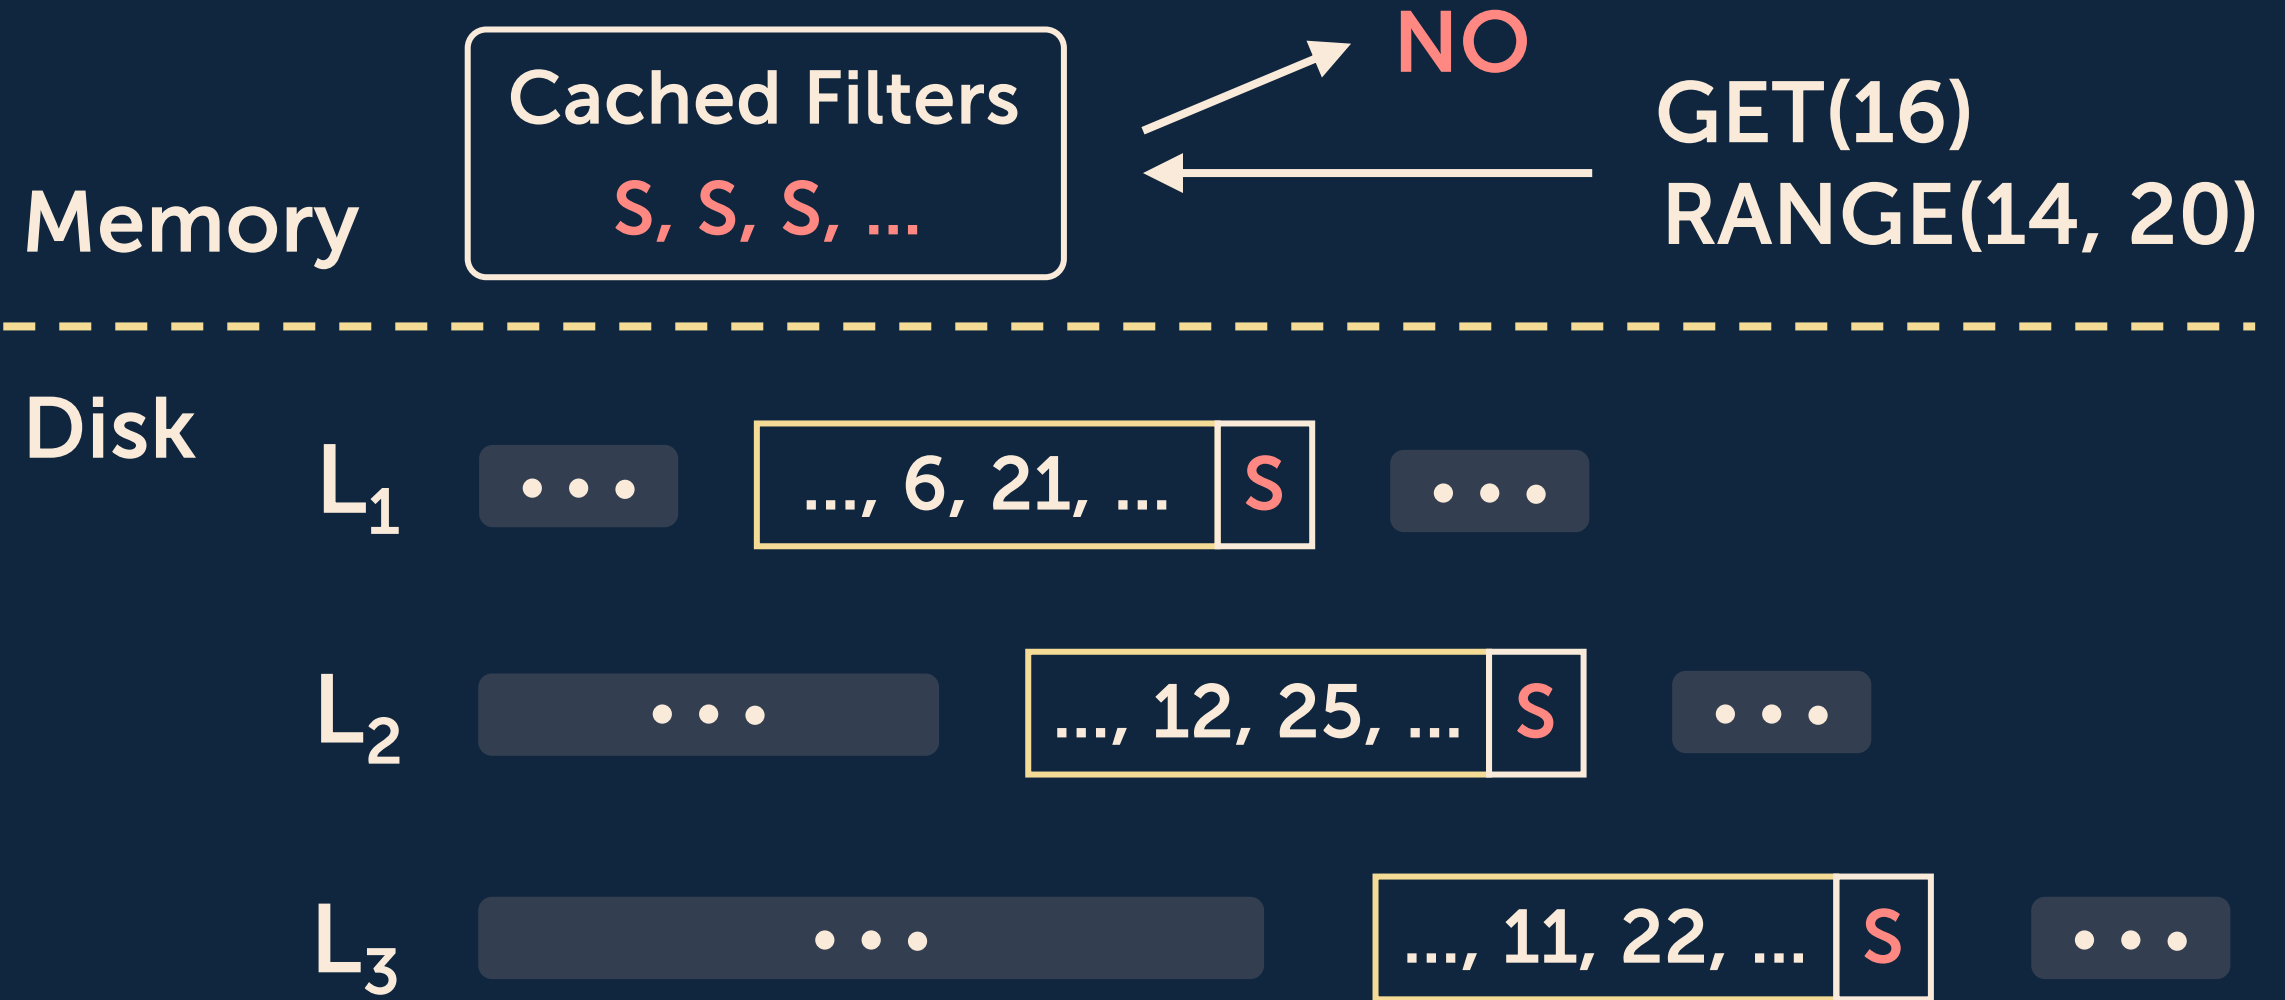 NO
Cached Filters
GET(16)
S, S, S, ...
Memory
RANGE(14, 20)
Disk
L1
...
..., 6, 21, ...
S
...
L2
...
..., 12, 25, ...
S
...
L3
...
..., 11, 22, ...
S
...